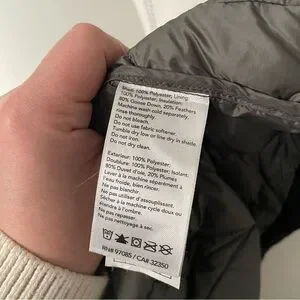 Shell: 100% Polyester; Lining:
100% Polyester; Insulation:
80% Goose Down, 20% Feathers
Machine wash cold separately,
rinse thoroughly.
Do not bleach.
Do not use fabric softener.
Tumble dry low or line dry in shade.
Do not iron.
Do not dry clean.
Exterieur: 100% Polyester;
Doublure: 100% Polyester; Isolant:
80% Duvet d'oie, 20% Plumes
Laver à la machine séparément à
l'eau froide, bien rincer.
Ne pas blanchir.
Ne pas utiliser d'assouplissant.
Sécher à la machine cycle doux ou
étendre à l'ombre.
Ne pas repasser.
Ne pas nettoyage à sec.
RN# 97085 / CA# 32350